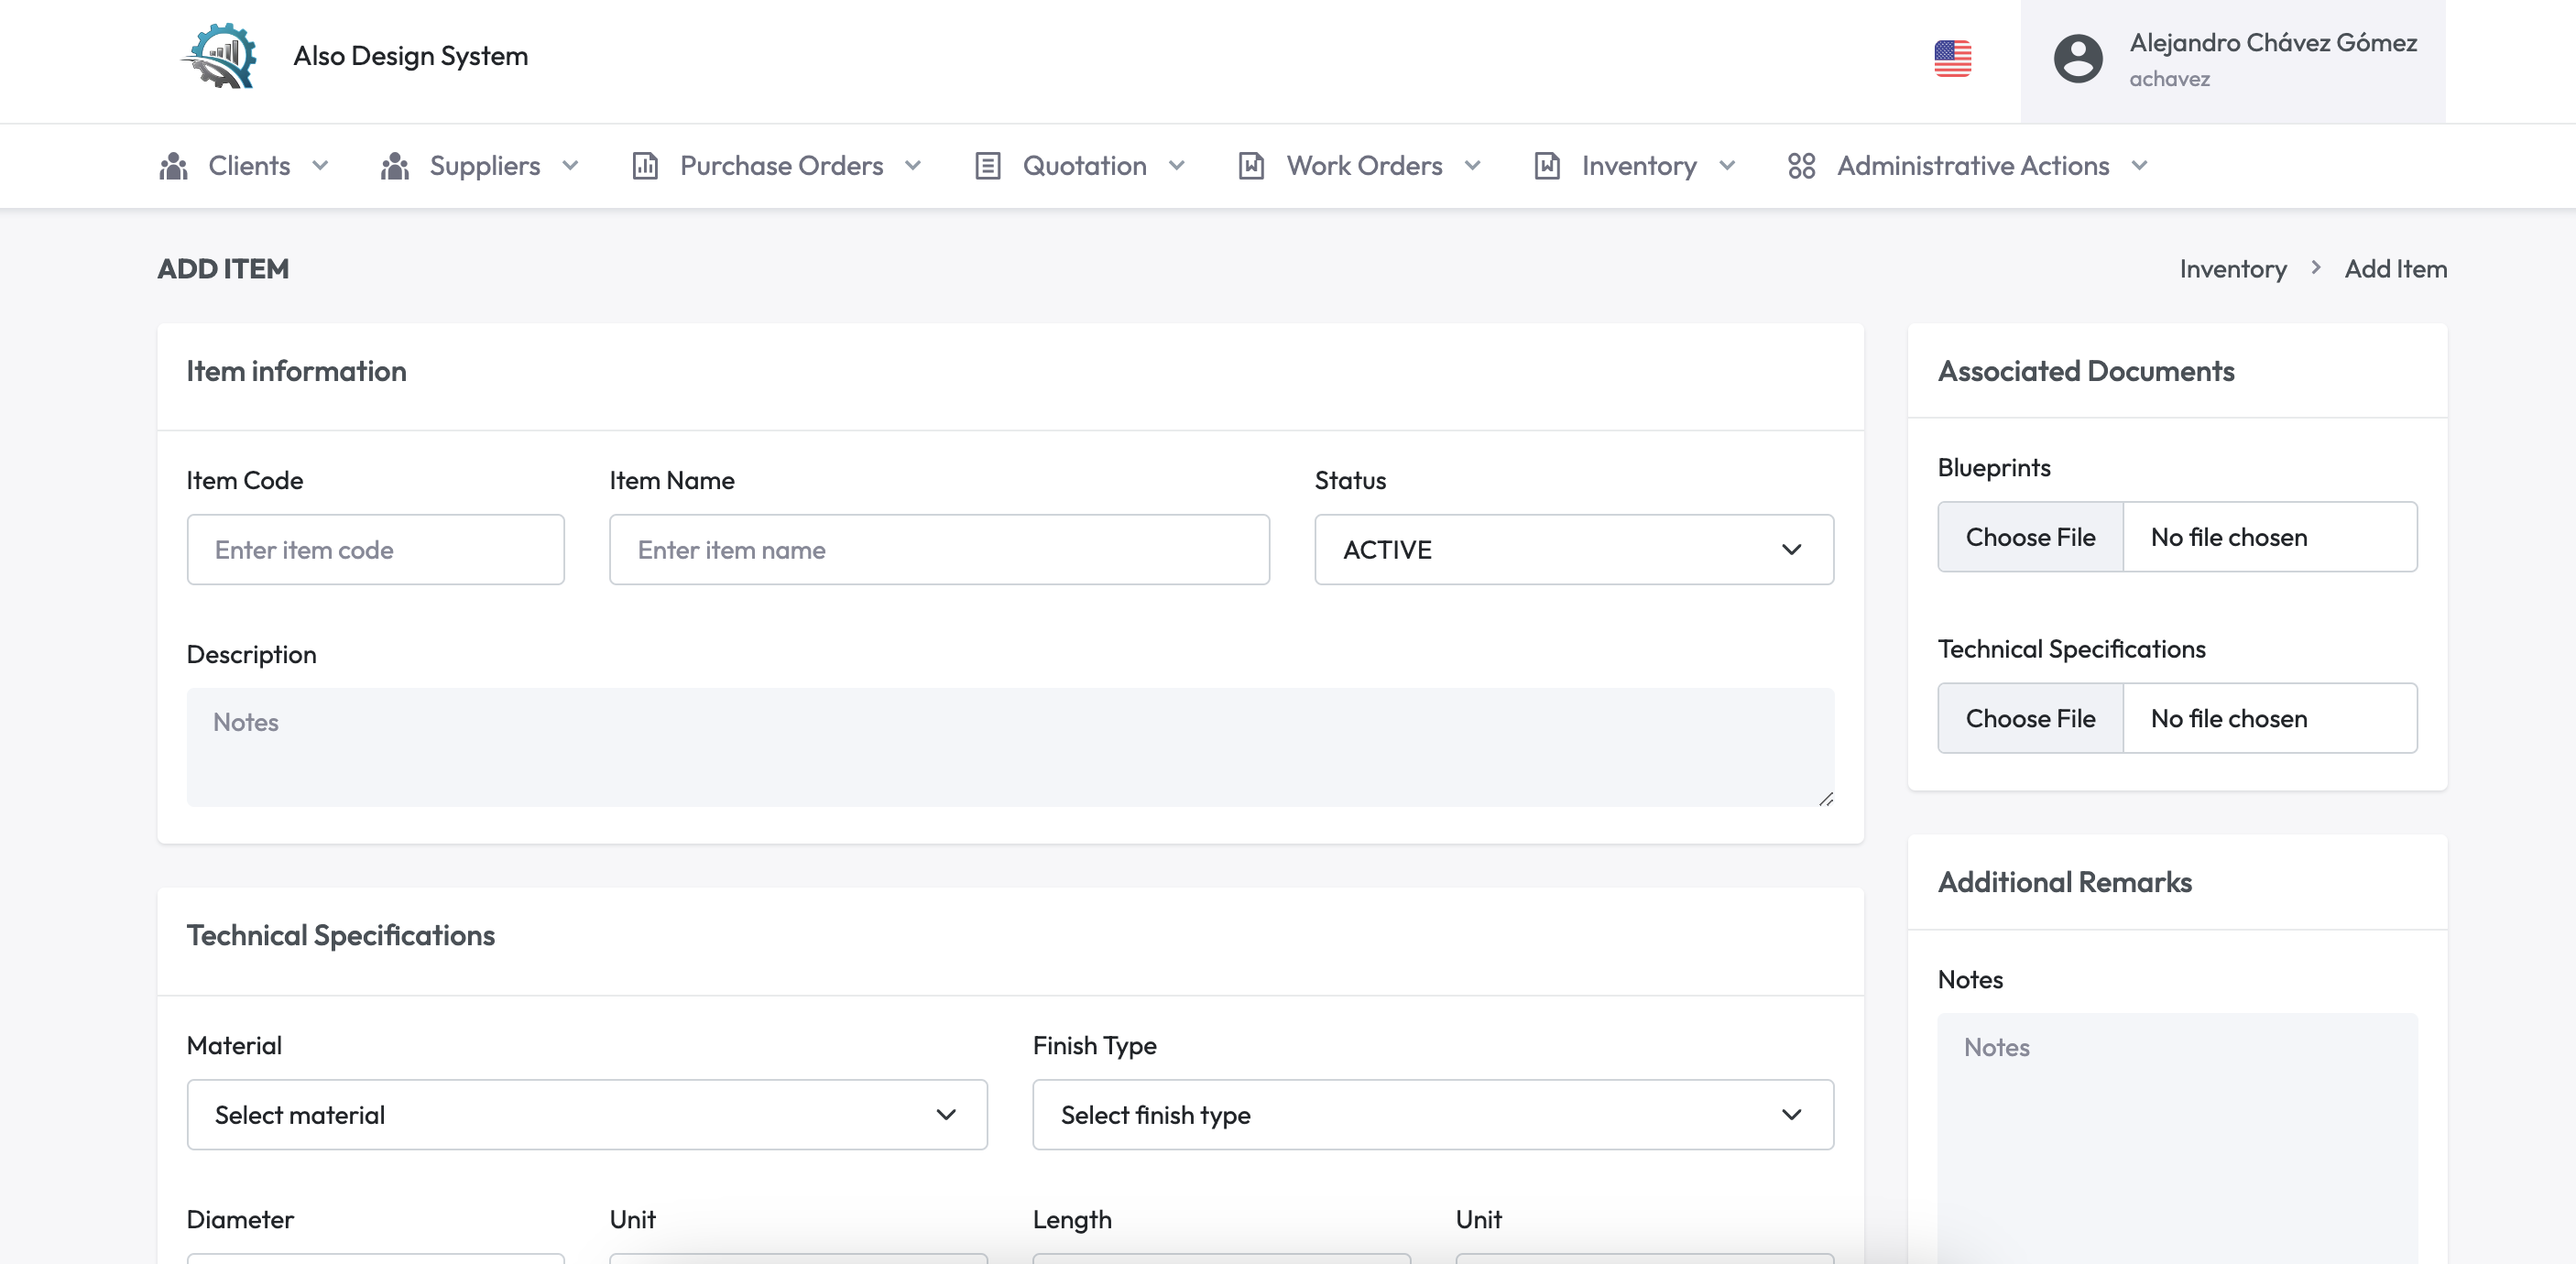 Also Design System
Alejandro Chávez Gómez
achavez
Clients
Suppliers
Purchase Orders
Quotation
Work Orders
Inventory
Administrative Actions
ADD ITEM
Inventory > Add Item
Item information
Item Code
Item Name
Status
Enter item code
Enter item name
ACTIVE
Description
Notes
Technical Specifications
Material
Finish Type
Select material
Select finish type
Diameter
Unit
Length
Unit
Associated Documents
Blueprints
Choose File No file chosen
Technical Specifications
Choose File No file chosen
Additional Remarks
Notes
Notes